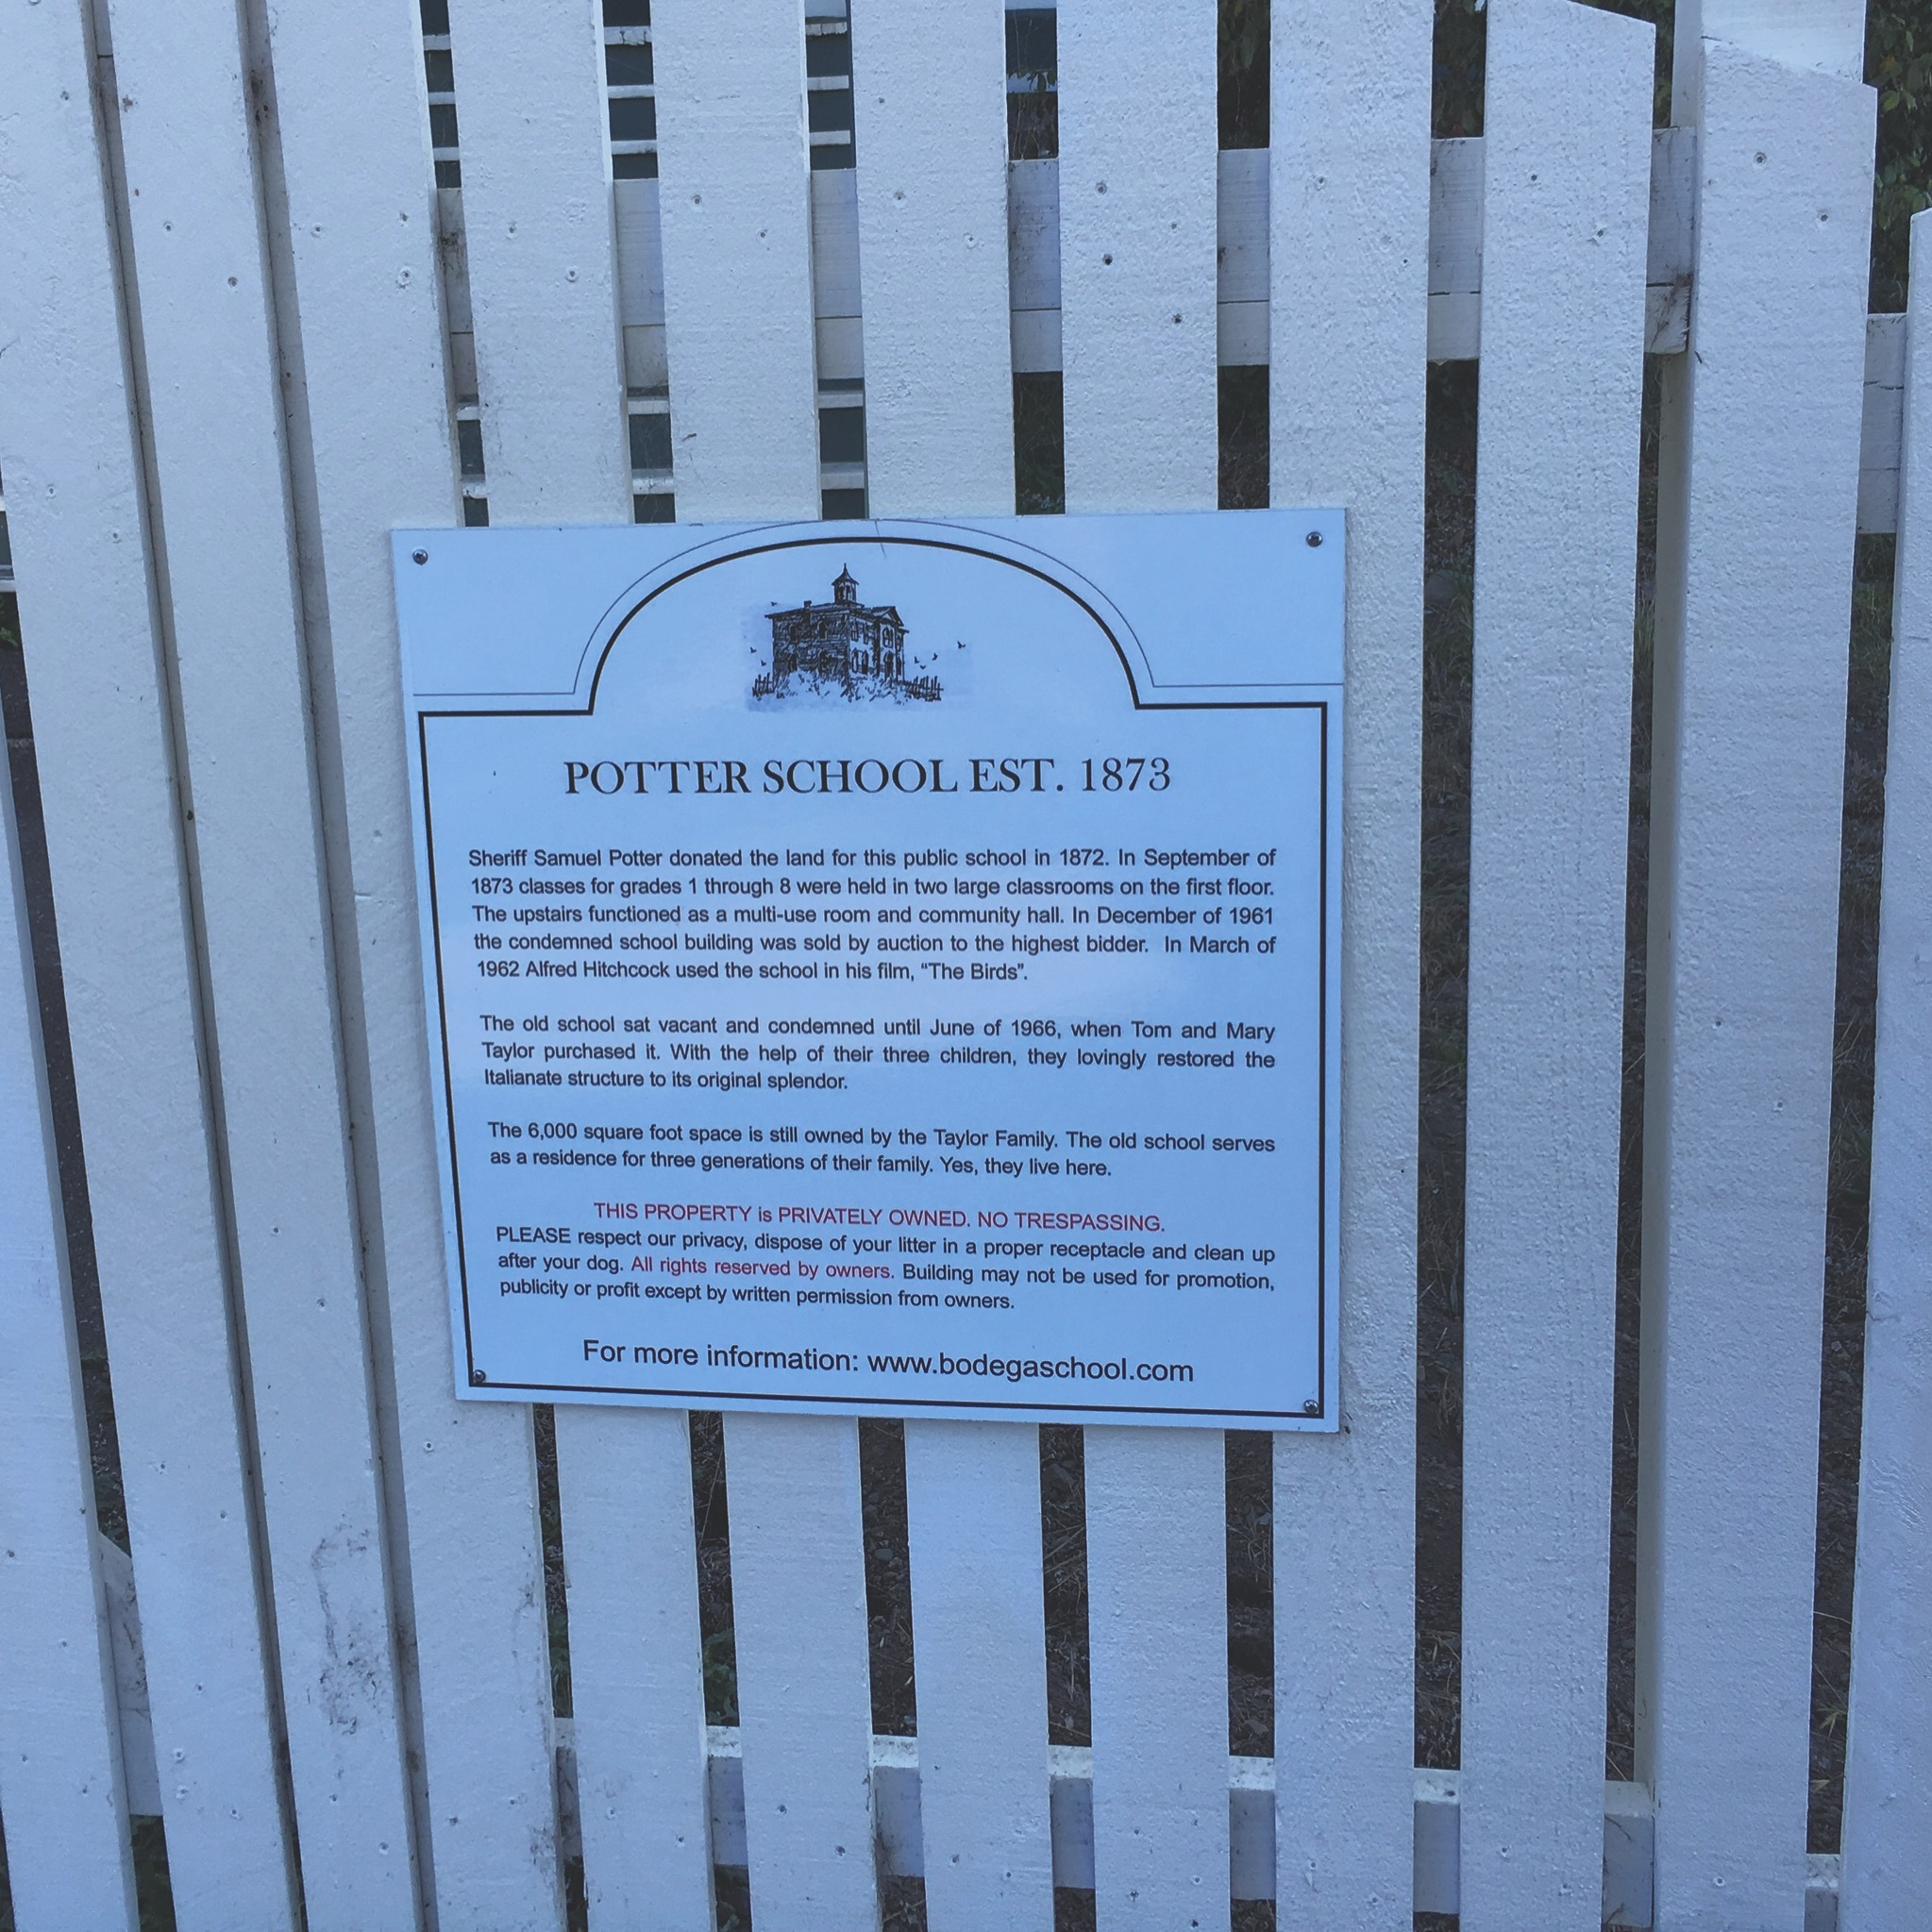 POTTER SCHOOL EST. 1873
Sheriff Samuel Potter donated the land for this public school in 1872. In September of
1873 classes for grades 1 through 8 were held in two large classrooms on the first floor.
The upstairs functioned as a multi-use room and community hall. In December of 1961
the condemned school building was sold by auction to the highest bidder. In March of
1962 Alfred Hitchcock used the school in his film, “The Birds”.
The old school sat vacant and condemned until June of 1966, when Tom and Mary
Taylor purchased it. With the help of their three children, they lovingly restored the
Italianate structure to its original splendor.
The 6,000 square foot space is still owned by the Taylor Family. The old school serves
as a residence for three generations of their family. Yes, they live here.
THIS PROPERTY is PRIVATELY OWNED. NO TRESPASSING.
PLEASE respect our privacy, dispose of your litter in a proper receptacle and clean up
after your dog. All rights reserved by owners. Building may not be used for promotion,
publicity or profit except by written permission from owners.
For more information: www.bodegaschool.com